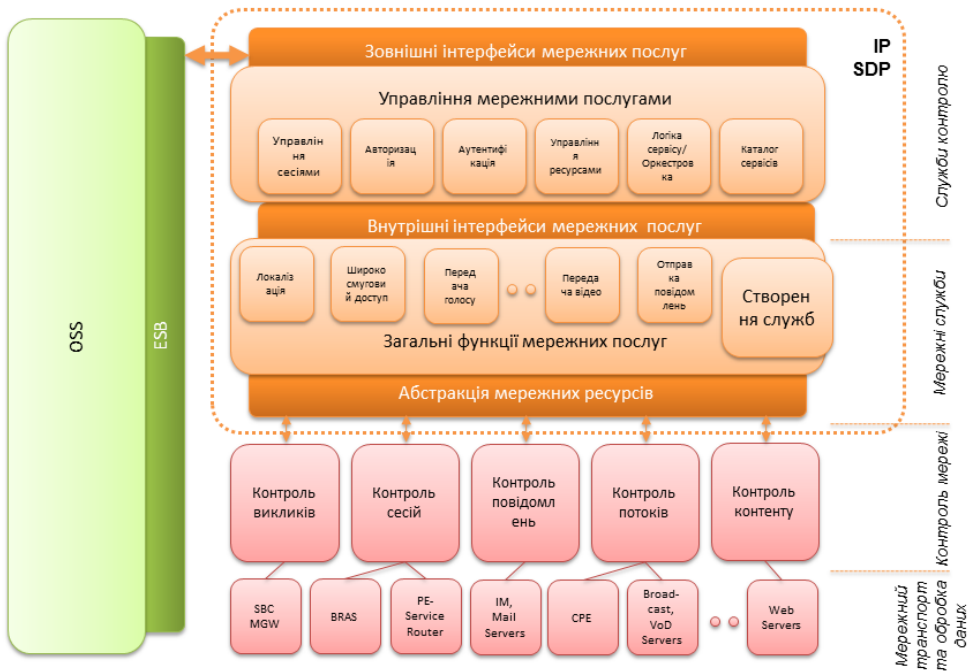 OSS
ESB
IP
SDP
Зовнішні інтерфейси мережних послуг
Управління мережними послугами
Управлін
ня
сесіями
Авторизац
ія
Аутентифі
кація
Управлінн
я
ресурсами
Логіка
сервісу/
Оркестров
ка
Каталог
сервісів
Внутрішні інтерфейси мережних послуг
Локаліз
ація
Широко
смугови
й доступ
Перед
ача
голосу
Переда
ча відео
Отправ
ка
повідом
лень
Створен
ня служб
Загальні функції мережних послуг
Абстракція мережних ресурсів
Контроль
викликів
Контроль
сесій
Контроль
повідомл
ень
Контроль
потоків
Контроль
контенту
SBC
MGW
BRAS
PE-
Service
Router
IM,
Mail
Servers
CPE
Broad-
cast,
VoD
Servers
Web
Servers
Служби контролю
Мережні служби
Контроль мережі
Мережний
транспорт
та обробка
даних